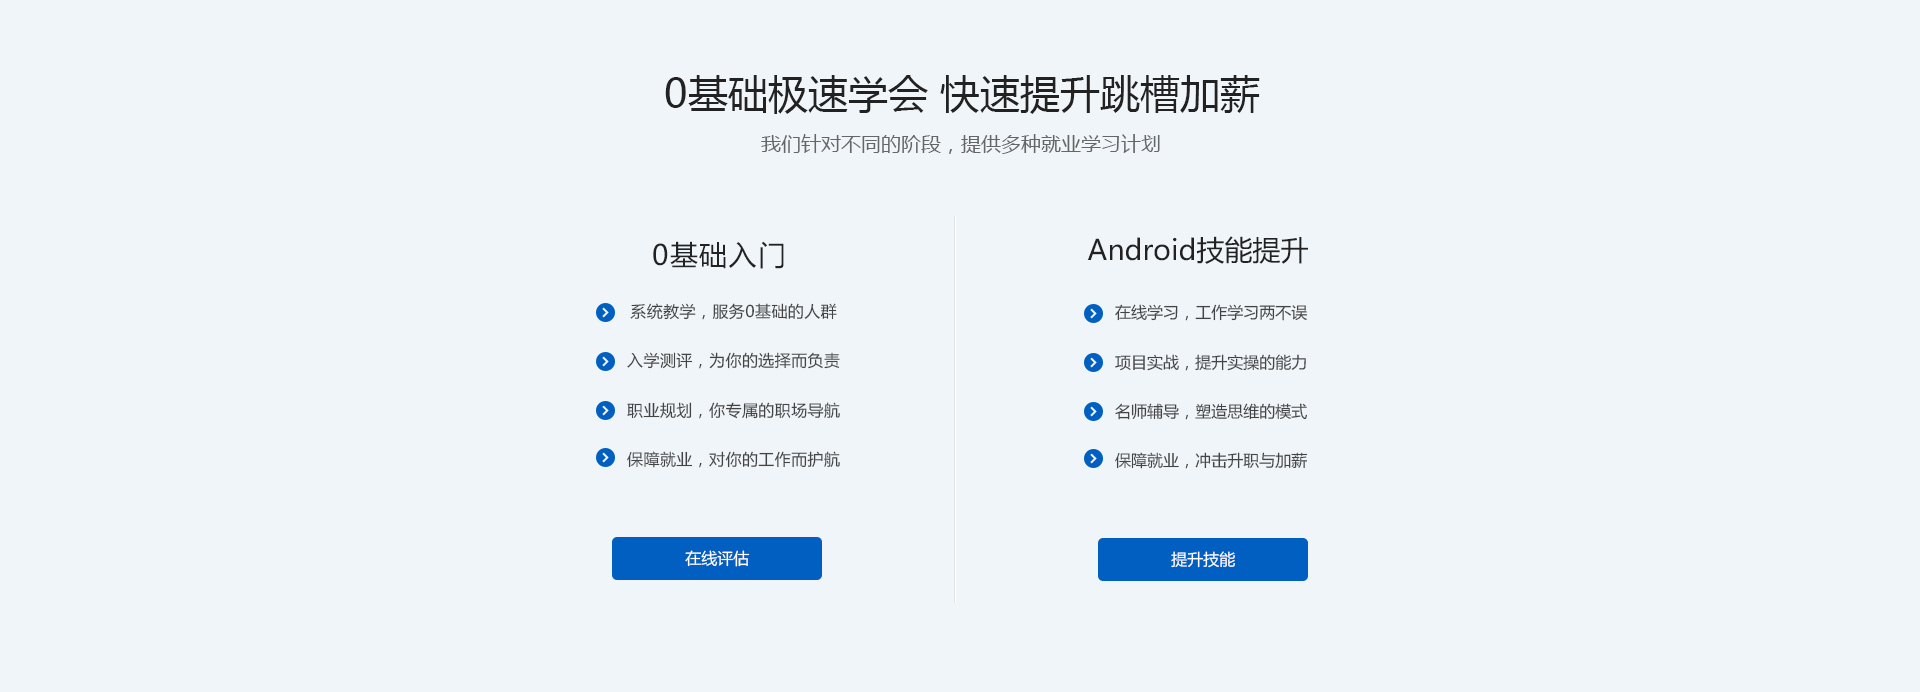 0基础极速学会 快速提升跳槽加薪
我们针对不同的阶段，提供多种就业学习计划
0基础入门
系统教学，服务0基础的人群
入学测评，为你的选择而负责
职业规划，你专属的职场导航
保障就业，对你的工作而护航
在线评估
Android技能提升
在线学习，工作学习两不误
项目实战，提升实操的能力
名师辅导，塑造思维的模式
保障就业，冲击升职与加薪
提升技能